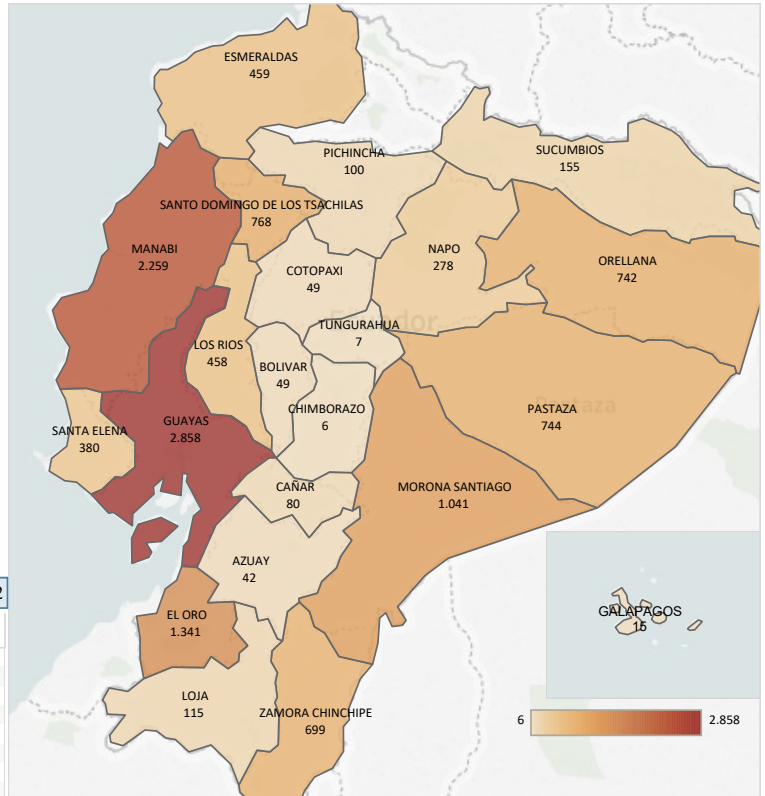 ESMERALDAS
459
PICHINCHA
100
SUCUMBIOS
155
SANTO DOMINGO DE LOS TSACHILAS
768
MANABI
2.259
NAPO
278
ORELLANA
742
COTOPAXI
49
Ecuador
TUNGURAHUA
7
LOS RIOS
458
BOLIVAR
49
CHIMBORAZO
6
Pastaza
PASTAZA
744
SANTA ELENA
380
GUAYAS
2.858
CAÑAR
80
MORONA SANTIAGO
1.041
AZUAY
42
2
EL ORO
1.341
GALAPAGOS
15
LOJA
115
ZAMORA CHINCHIPE
699
6
2.858